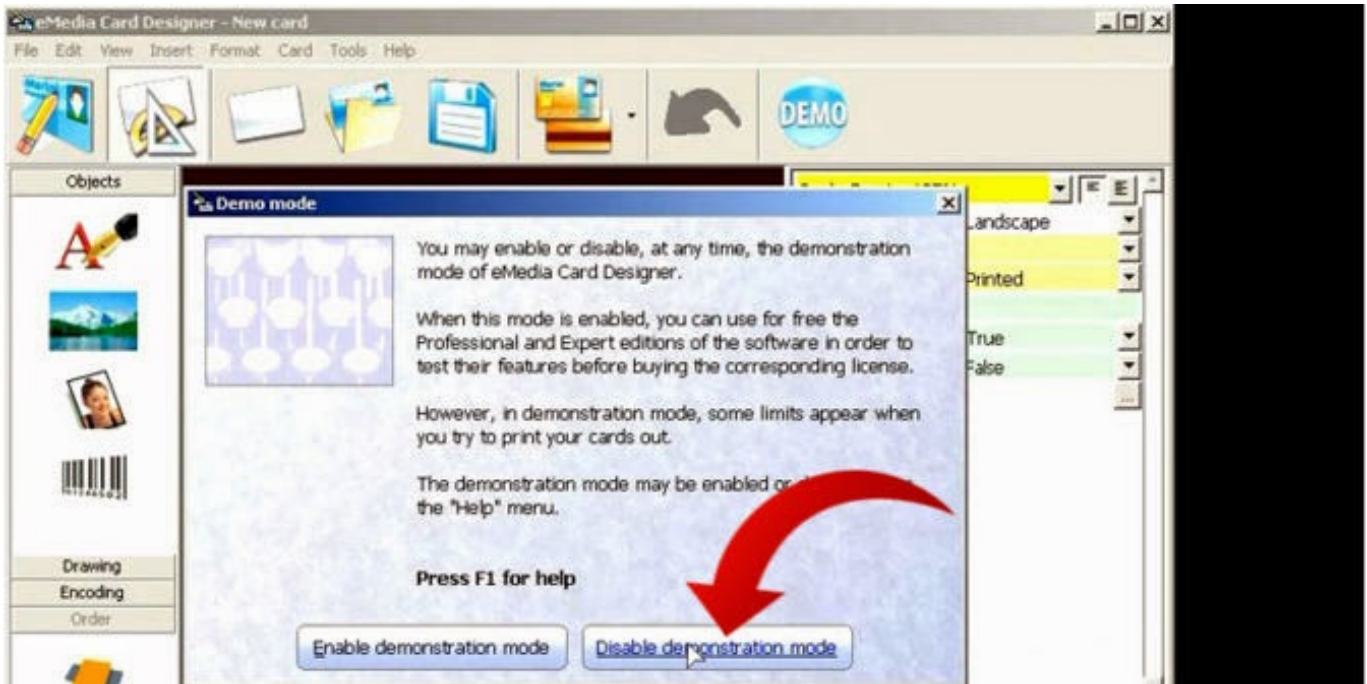 eMedia Card Designer - New card
File Edit View Insert Format Card Tools Help
DEMO
Objects
Demo mode
You may enable or disable, at any time, the demonstration
mode of eMedia Card Designer.
When this mode is enabled, you can use for free the
Professional and Expert editions of the software in order to
test their features before buying the corresponding license.
However, in demonstration mode, some limits appear when
you try to print your cards out.
The demonstration mode may be enabled or
the "Help" menu.
Press F1 for help
Enable demonstration mode
Disable demonstration mode
Landscape
Printed
True
False
Drawing
Encoding
Order